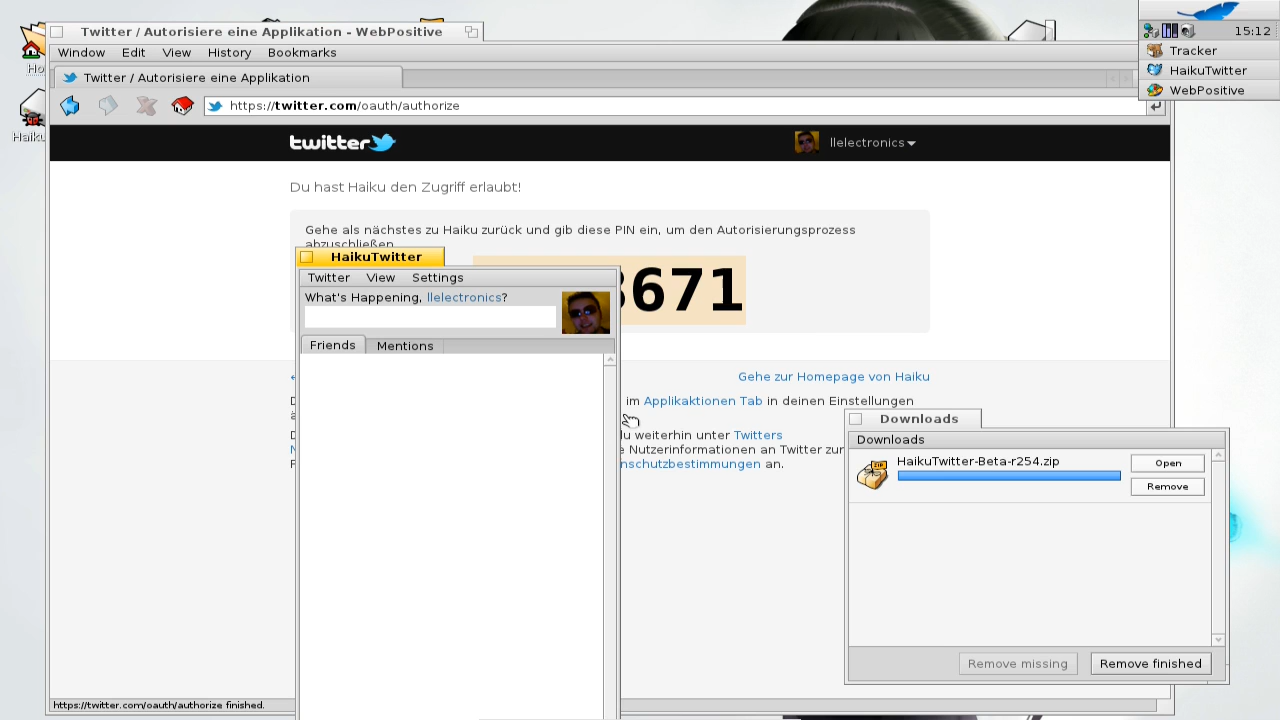 Twitter / Autorisiere eine Applikation - WebPositive
Window Edit View History Bookmarks
Twitter / Autorisiere eine Applikation
https://twitter.com/oauth/authorize
15:12
Tracker
HaikuTwitter
WebPositive
Haiku
twitter
llelectronics
Du hast Haiku den Zugriff erlaubt!
Gehe als nächstes zu Haiku zurück und gib diese PIN ein, um den Autorisierungsprozess
abzuschließen
671
HaikuTwitter
Twitter View Settings
What's Happening, llelectronics?
Friends Mentions
Gehe zur Homepage von Haiku
im Applikaktionen Tab in deinen Einstellungen
weiterhin unter Twitters
Nutzerinformationen an Twitter zur
an.
Downloads
Downloads
HaikuTwitter-Beta-r254.zip
Open
Remove
Remove missing Remove finished
https://twitter.com/oauth/authorize finished.